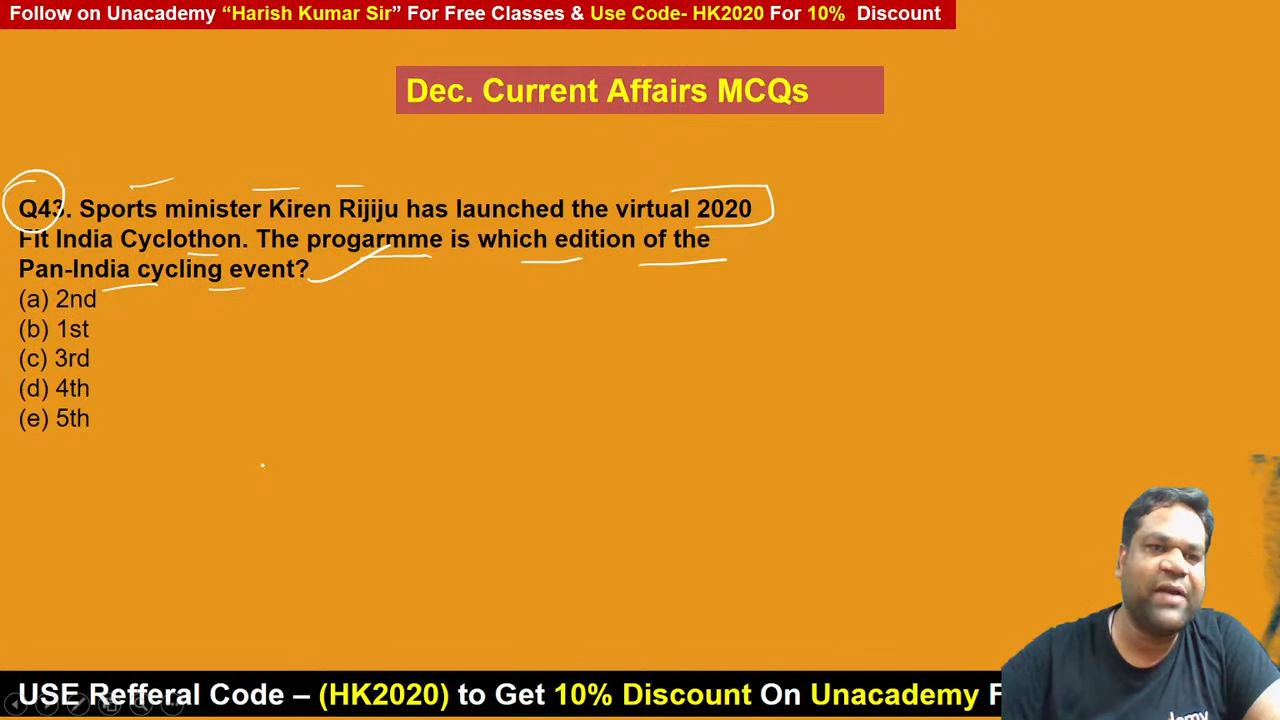 Follow on Unacademy “Harish Kumar Sir” For Free Classes & Use Code- HK2020 For 10% Discount
Dec. Current Affairs MCQs
Q43. Sports minister Kiren Rijiju has launched the virtual 2020
Fit India Cyclothon. The progarmme is which edition of the
Pan-India cycling event?
(a) 2nd
(b) 1st
(c) 3rd
(d) 4th
(e) 5th
USE Refferal Code – (HK2020) to Get 10% Discount On Unacademy F